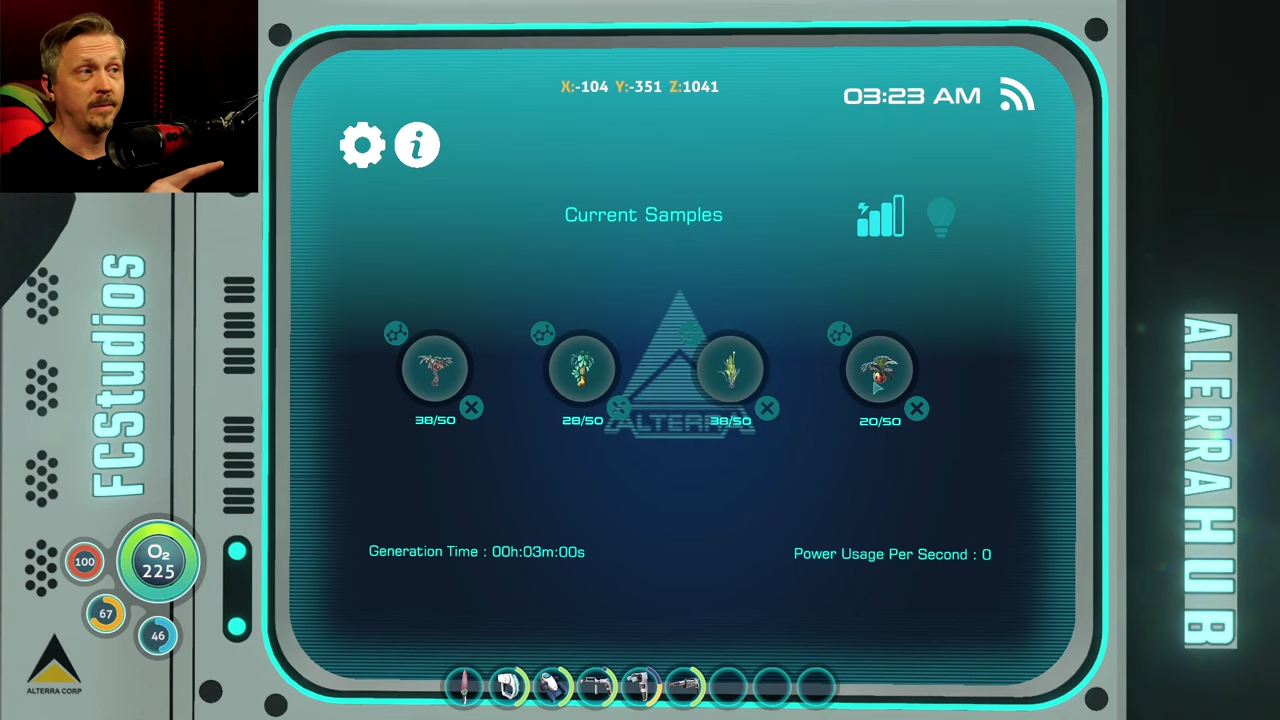 X:-104 Y:-351 Z:1041
03:23 AM
i
Current Samples
38/50
28/50
38/50
20/50
ALTERRA
Generation Time : 00h:03m:00s
Power Usage Per Second : 0
FCStudios
ALERRAHUB
O₂
225
100
67
46
ALTERRA CORP